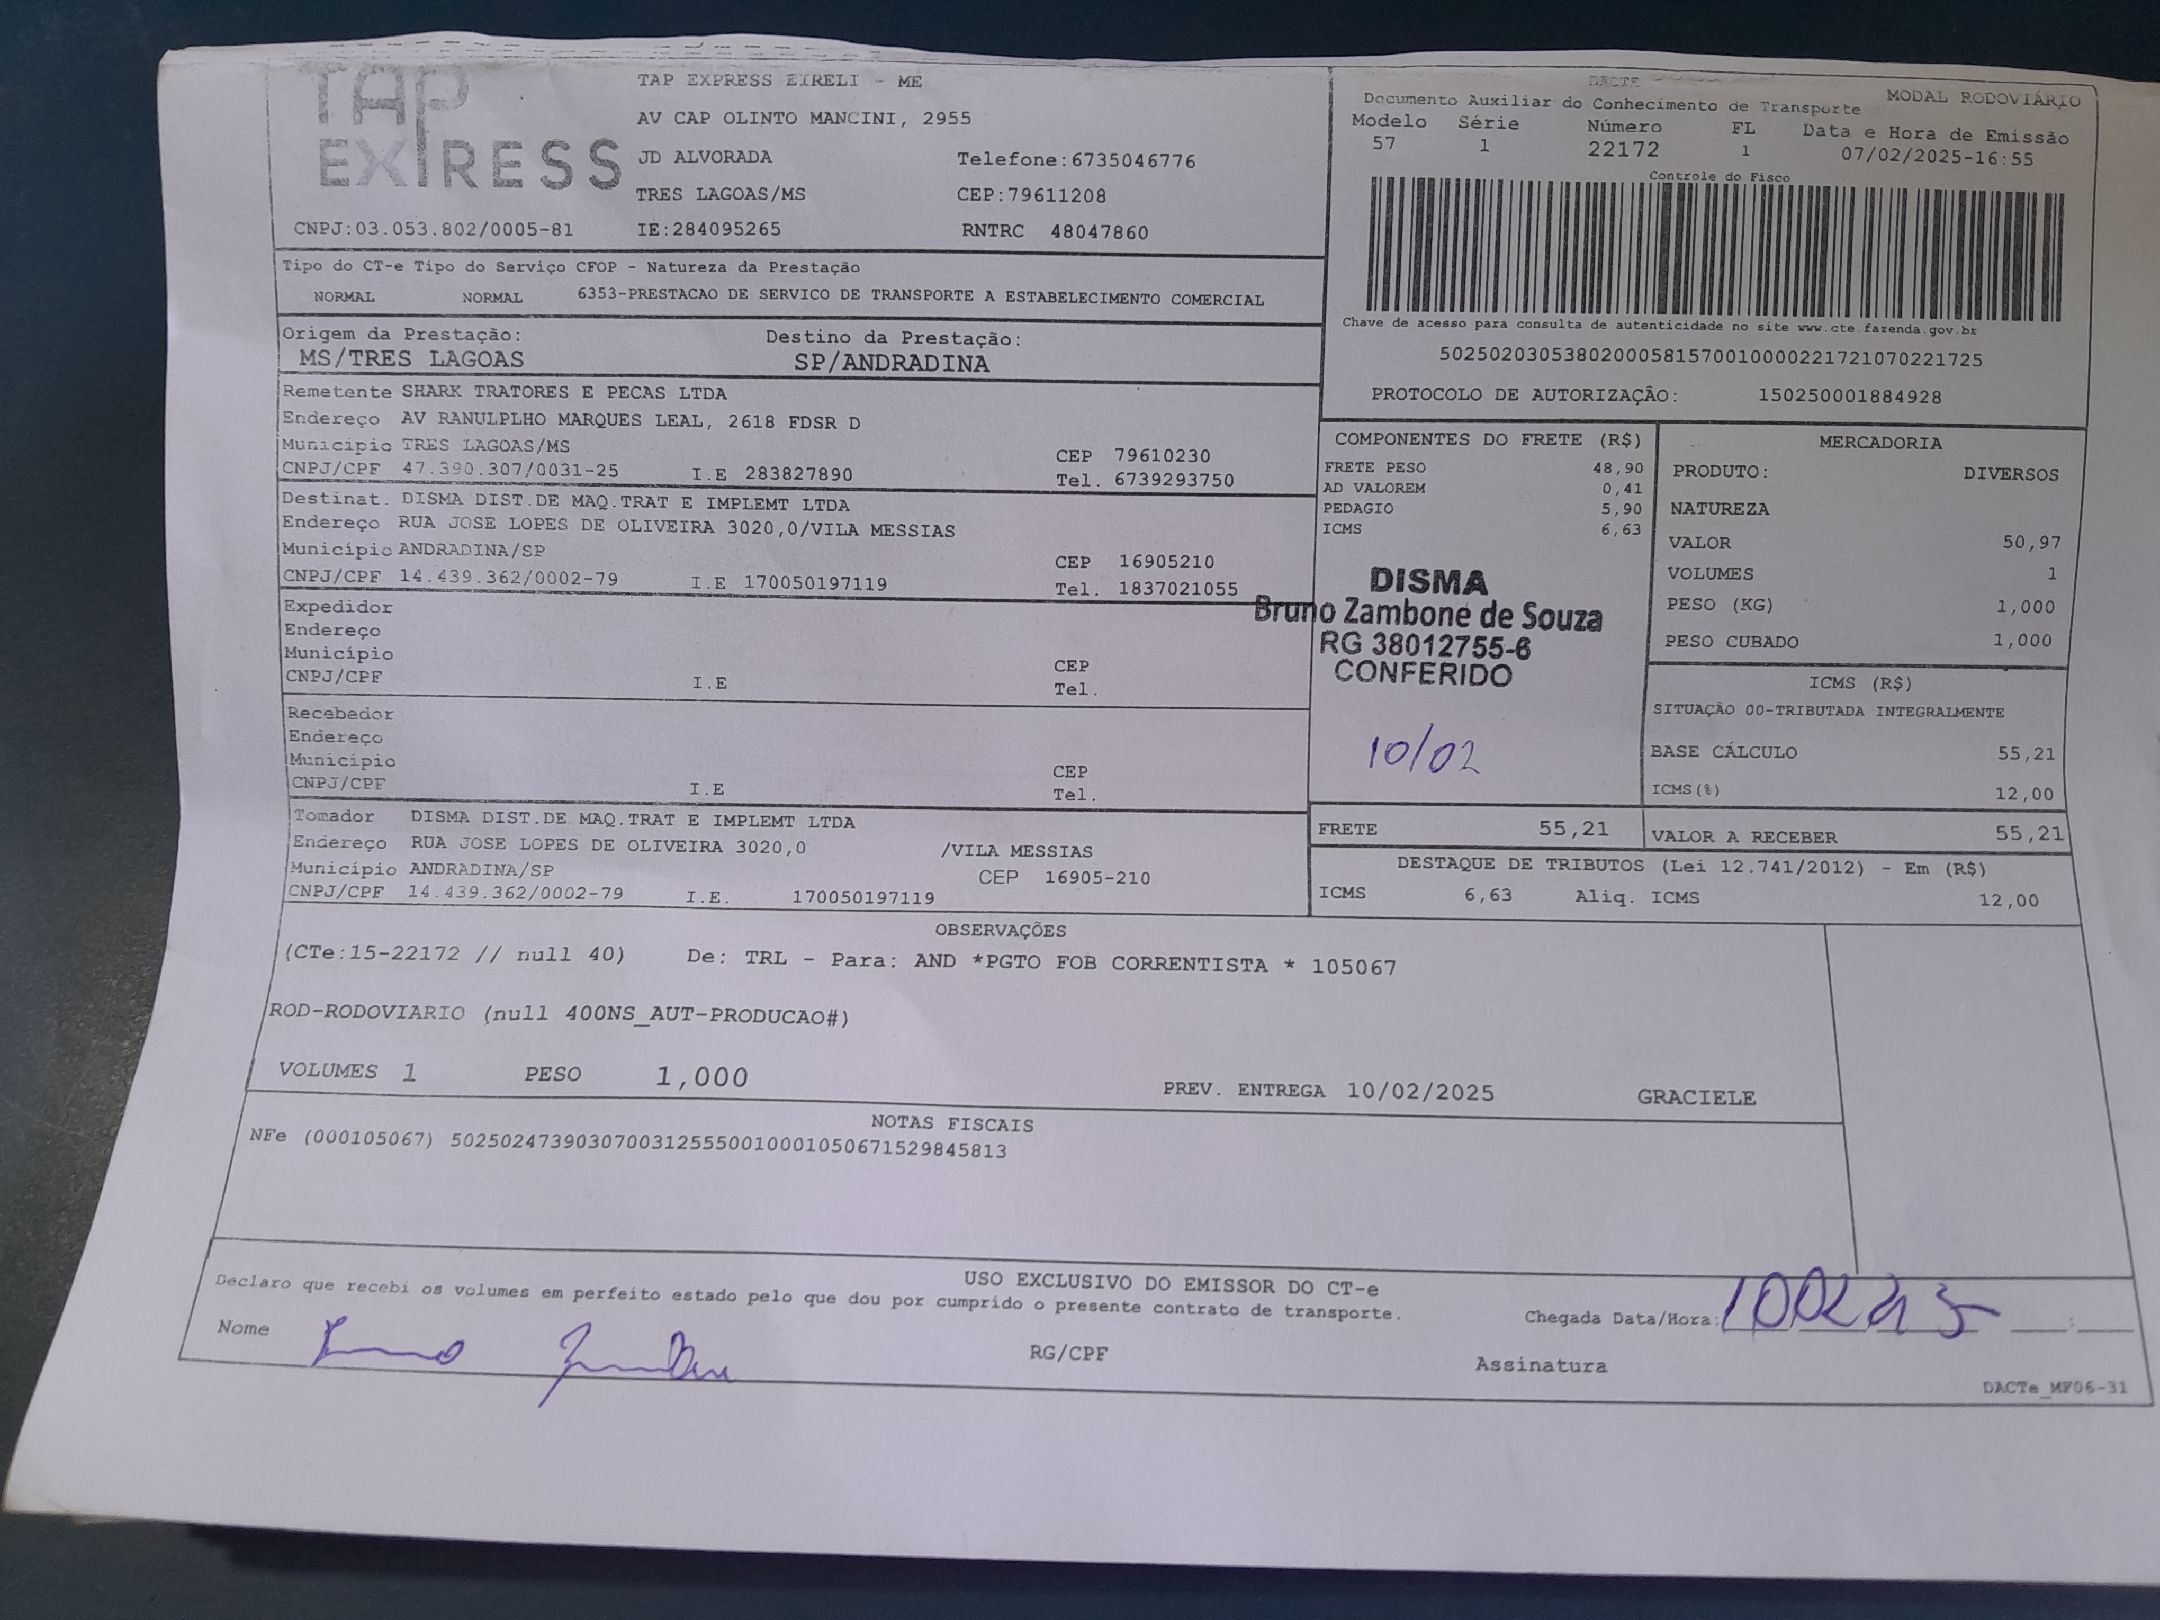 TAP
EXPRESS
TAP EXPRESS EIRELI - ME
AV CAP OLINTO MANCINI, 2955
JD ALVORADA Telefone:6735046776
TRES LAGOAS/MS CEP:79611208
CNPJ:03.053.802/0005-81 IE:284095265 RNTRC 48047860
DACTE
Documento Auxiliar do Conhecimento de Transporte MODAL RODOVIÁRIO
Modelo Série Número FL Data e Hora de Emissão
57 1 22172 1 07/02/2025-16:55
Controle do Fisco
Chave de acesso para consulta de autenticidade no site www.cte.fazenda.gov.br
50250203053802000581570010000221721070221725
PROTOCOLO DE AUTORIZAÇÃO: 150250001884928
Tipo do CT-e Tipo do Serviço CFOP - Natureza da Prestação
NORMAL NORMAL 6353-PRESTACAO DE SERVICO DE TRANSPORTE A ESTABELECIMENTO COMERCIAL
Origem da Prestação: Destino da Prestação:
MS/TRES LAGOAS SP/ANDRADINA
Remetente SHARK TRATORES E PECAS LTDA
Endereço AV RANULPLHO MARQUES LEAL, 2618 FDSR D
Município TRES LAGOAS/MS CEP 79610230
CNPJ/CPF 47.390.307/0031-25 I.E 283827890 Tel. 6739293750
Destinat. DISMA DIST.DE MAQ.TRAT E IMPLEMT LTDA
Endereço RUA JOSE LOPES DE OLIVEIRA 3020,0/VILA MESSIAS
Município ANDRADINA/SP CEP 16905210
CNPJ/CPF 14.439.362/0002-79 I.E 170050197119 Tel. 1837021055
Expedidor
Endereço
Município CEP
CNPJ/CPF I.E Tel.
Recebedor
Endereço
Município CEP
CNPJ/CPF I.E Tel.
Tomador DISMA DIST.DE MAQ.TRAT E IMPLEMT LTDA
Endereço RUA JOSE LOPES DE OLIVEIRA 3020,0 /VILA MESSIAS
Município ANDRADINA/SP CEP 16905-210
CNPJ/CPF 14.439.362/0002-79 I.E. 170050197119
COMPONENTES DO FRETE (R$)
FRETE PESO 48,90
AD VALOREM 0,41
PEDAGIO 5,90
ICMS 6,63
DISMA
Bruno Zambone de Souza
RG 38012755-6
CONFERIDO
10/02
MERCADORIA
PRODUTO: DIVERSOS
NATUREZA
VALOR 50,97
VOLUMES 1
PESO (KG) 1,000
PESO CUBADO 1,000
ICMS (R$)
SITUAÇÃO 00-TRIBUTADA INTEGRALMENTE
BASE CÁLCULO 55,21
ICMS(%) 12,00
FRETE 55,21 VALOR A RECEBER 55,21
DESTAQUE DE TRIBUTOS (Lei 12.741/2012) - Em (R$)
ICMS 6,63 Aliq. ICMS 12,00
OBSERVAÇÕES
(CTe:15-22172 // null 40) De: TRL - Para: AND *PGTO FOB CORRENTISTA * 105067
ROD-RODOVIARIO (null 400NS_AUT-PRODUCAO#)
VOLUMES 1 PESO 1,000 PREV. ENTREGA 10/02/2025 GRACIELE
NOTAS FISCAIS
NFe (000105067) 50250247390307003125550010001050671529845813
USO EXCLUSIVO DO EMISSOR DO CT-e
Declaro que recebi os volumes em perfeito estado pelo que dou por cumprido o presente contrato de transporte.
Chegada Data/Hora:
Nome RG/CPF Assinatura
DACTe_MF06-31